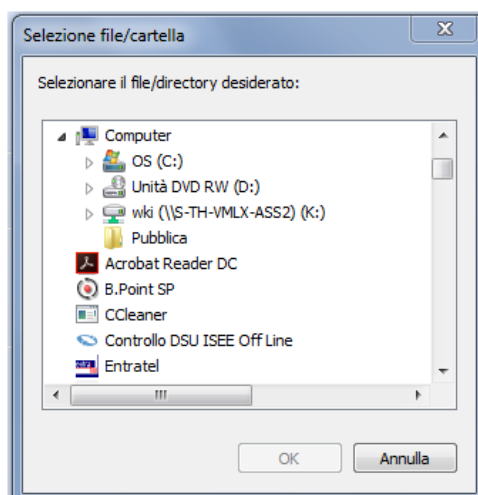 Selezione file/cartella
Selezionare il file/directory desiderato:
Computer
OS (C:)
Unità DVD RW (D:)
wki (\\S-TH-VMLX-ASS2) (K:)
Pubblica
Acrobat Reader DC
B.Point SP
CCleaner
Controllo DSU ISEE Off Line
Entratel
OK
Annulla